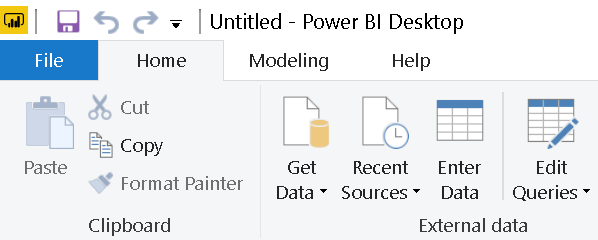 Untitled - Power BI Desktop
File Home Modeling Help
Paste
Cut
Copy
Format Painter
Clipboard
Get Data
Recent Sources
Enter Data
Edit Queries
External data